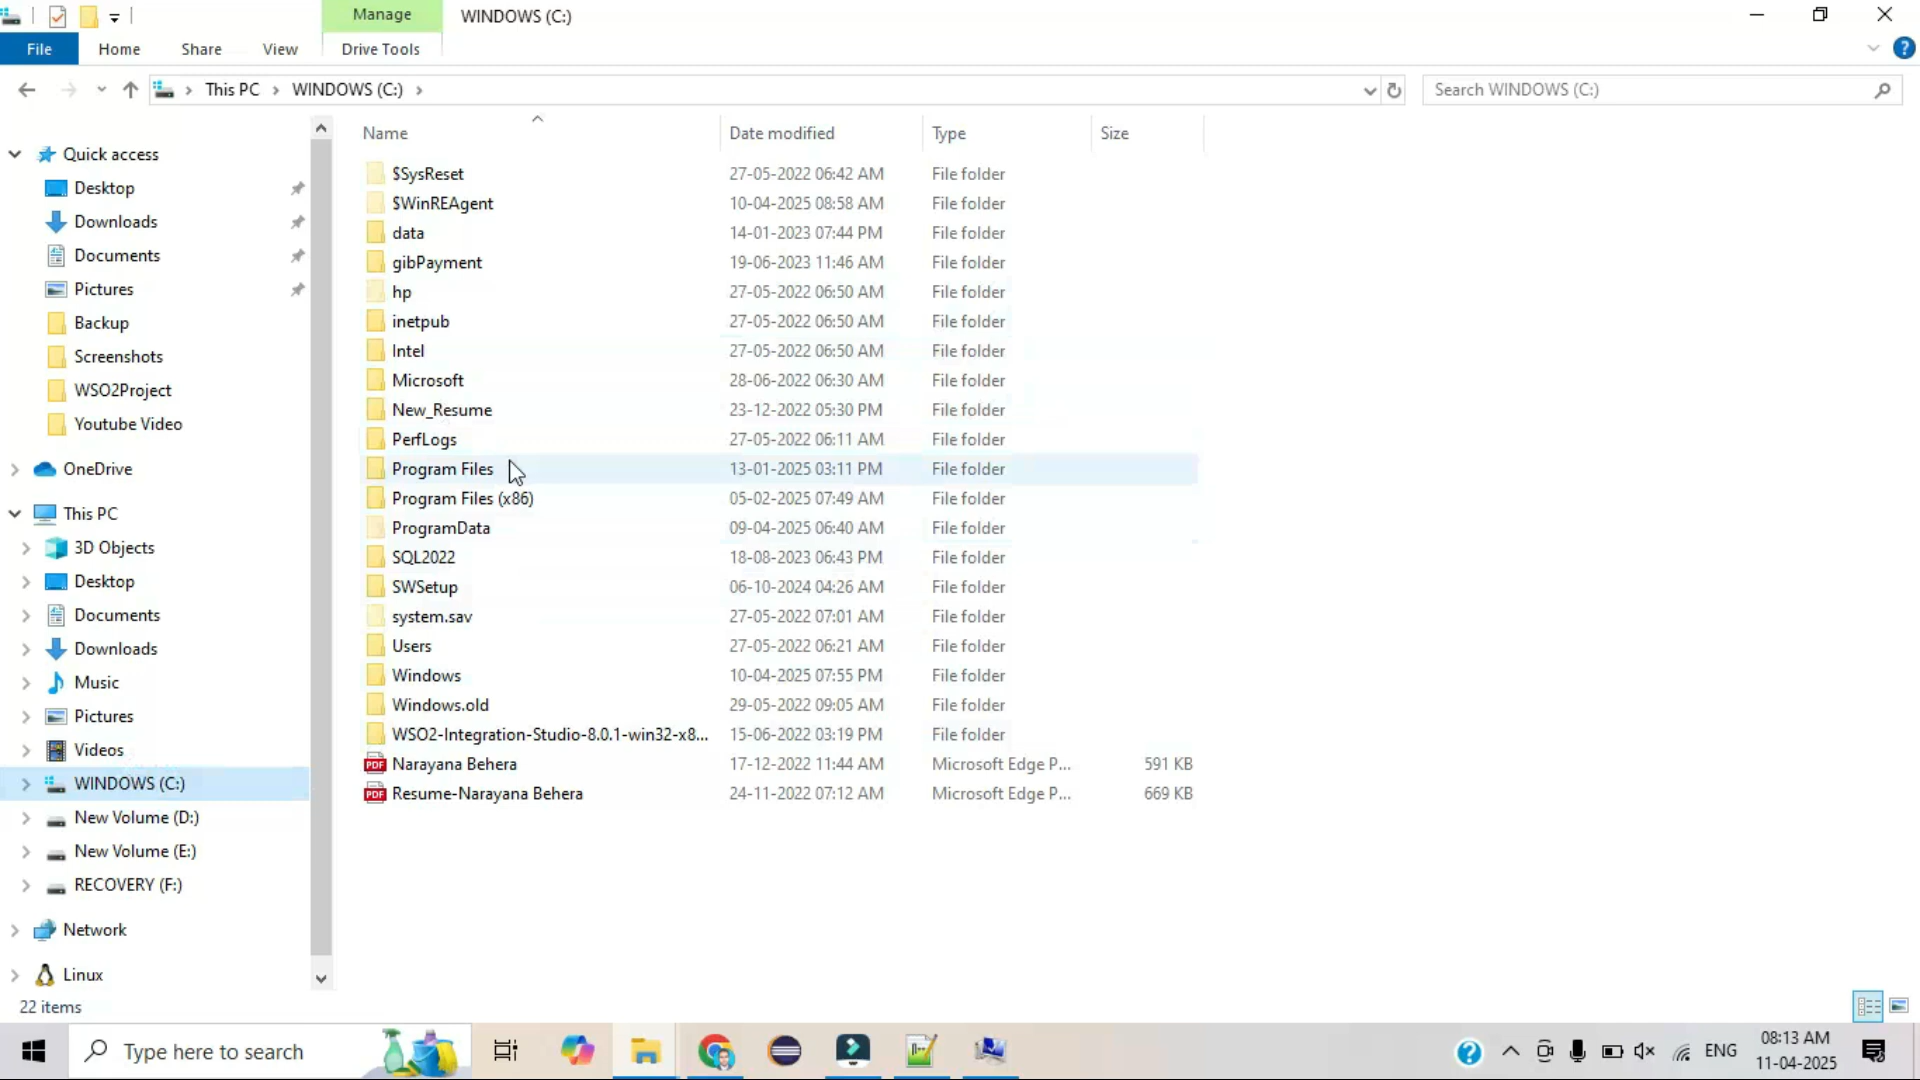 Manage
WINDOWS (C:)
File
Home
Share
View
Drive Tools
This PC
WINDOWS (C:)
Search WINDOWS (C:)
Quick access
Desktop
Downloads
Documents
Pictures
Backup
Screenshots
WSO2Project
Youtube Video
OneDrive
This PC
3D Objects
Desktop
Documents
Downloads
Music
Pictures
Videos
WINDOWS (C:)
New Volume (D:)
New Volume (E:)
RECOVERY (F:)
Network
Linux
Name Date modified Type Size
$SysReset 27-05-2022 06:42 AM File folder
$WinREAgent 10-04-2025 08:58 AM File folder
data 14-01-2023 07:44 PM File folder
gibPayment 19-06-2023 11:46 AM File folder
hp 27-05-2022 06:50 AM File folder
inetpub 27-05-2022 06:50 AM File folder
Intel 27-05-2022 06:50 AM File folder
Microsoft 28-06-2022 06:30 AM File folder
New_Resume 23-12-2022 05:30 PM File folder
PerfLogs 27-05-2022 06:11 AM File folder
Program Files 13-01-2025 03:11 PM File folder
Program Files (x86) 05-02-2025 07:49 AM File folder
ProgramData 09-04-2025 06:40 AM File folder
SQL2022 18-08-2023 06:43 PM File folder
SWSetup 06-10-2024 04:26 AM File folder
system.sav 27-05-2022 07:01 AM File folder
Users 27-05-2022 06:21 AM File folder
Windows 10-04-2025 07:55 PM File folder
Windows.old 29-05-2022 09:05 AM File folder
WSO2-Integration-Studio-8.0.1-win32-x8... 15-06-2022 03:19 PM File folder
PDF Narayana Behera 17-12-2022 11:44 AM Microsoft Edge P... 591 KB
PDF Resume-Narayana Behera 24-11-2022 07:12 AM Microsoft Edge P... 669 KB
22 items
Type here to search
ENG
08:13 AM
11-04-2025